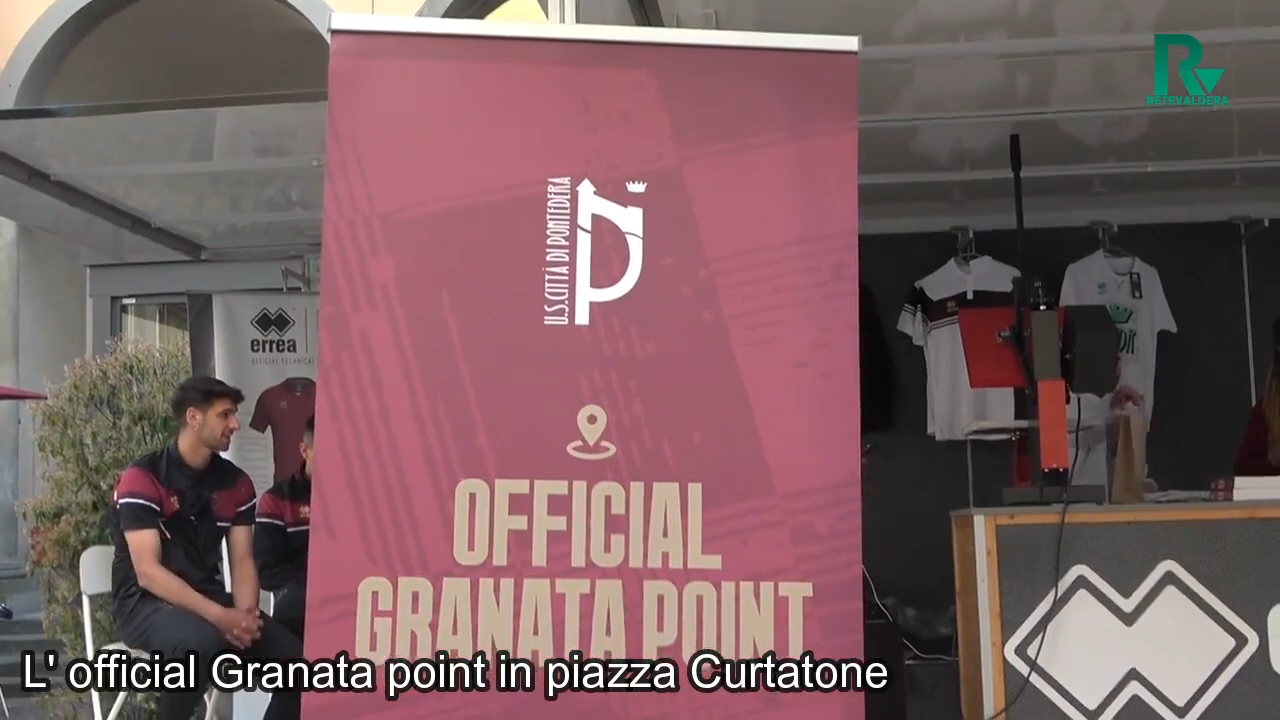 RETEVALDERA
U.S. CITTÀ DI PONTEDERA
errea
OFFICIAL TECHNICAL
OFFICIAL
GRANATA POINT
L' official Granata point in piazza Curtatone